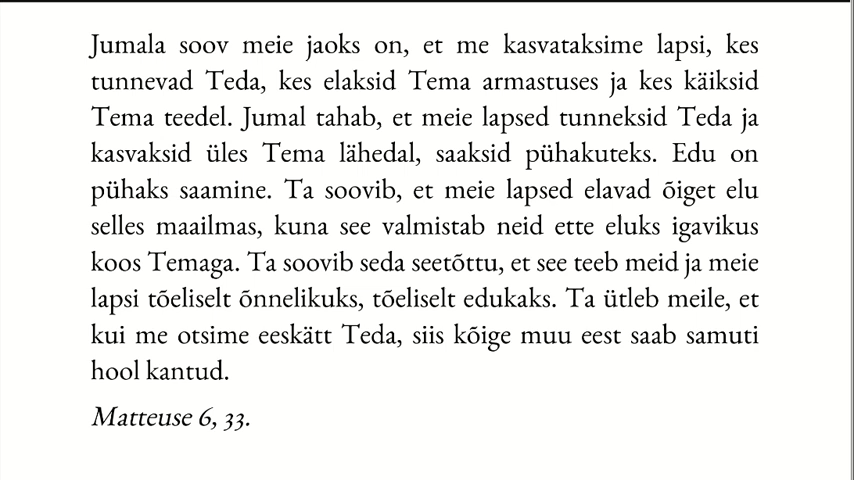 Jumala soov meie jaoks on, et me kasvataksime lapsi, kes
tunnevad Teda, kes elaksid Tema armastuses ja kes käiksid
Tema teedel. Jumal tahab, et meie lapsed tunneksid Teda ja
kasvaksid üles Tema lähedal, saaksid pühakuteks. Edu on
pühaks saamine. Ta soovib, et meie lapsed elavad õiget elu
selles maailmas, kuna see valmistab neid ette eluks igavikus
koos Temaga. Ta soovib seda seetõttu, et see teeb meid ja meie
lapsi tõeliselt õnnelikuks, tõeliselt edukaks. Ta ütleb meile, et
kui me otsime eeskätt Teda, siis kõige muu eest saab samuti
hool kantud.
Matteuse 6, 33.